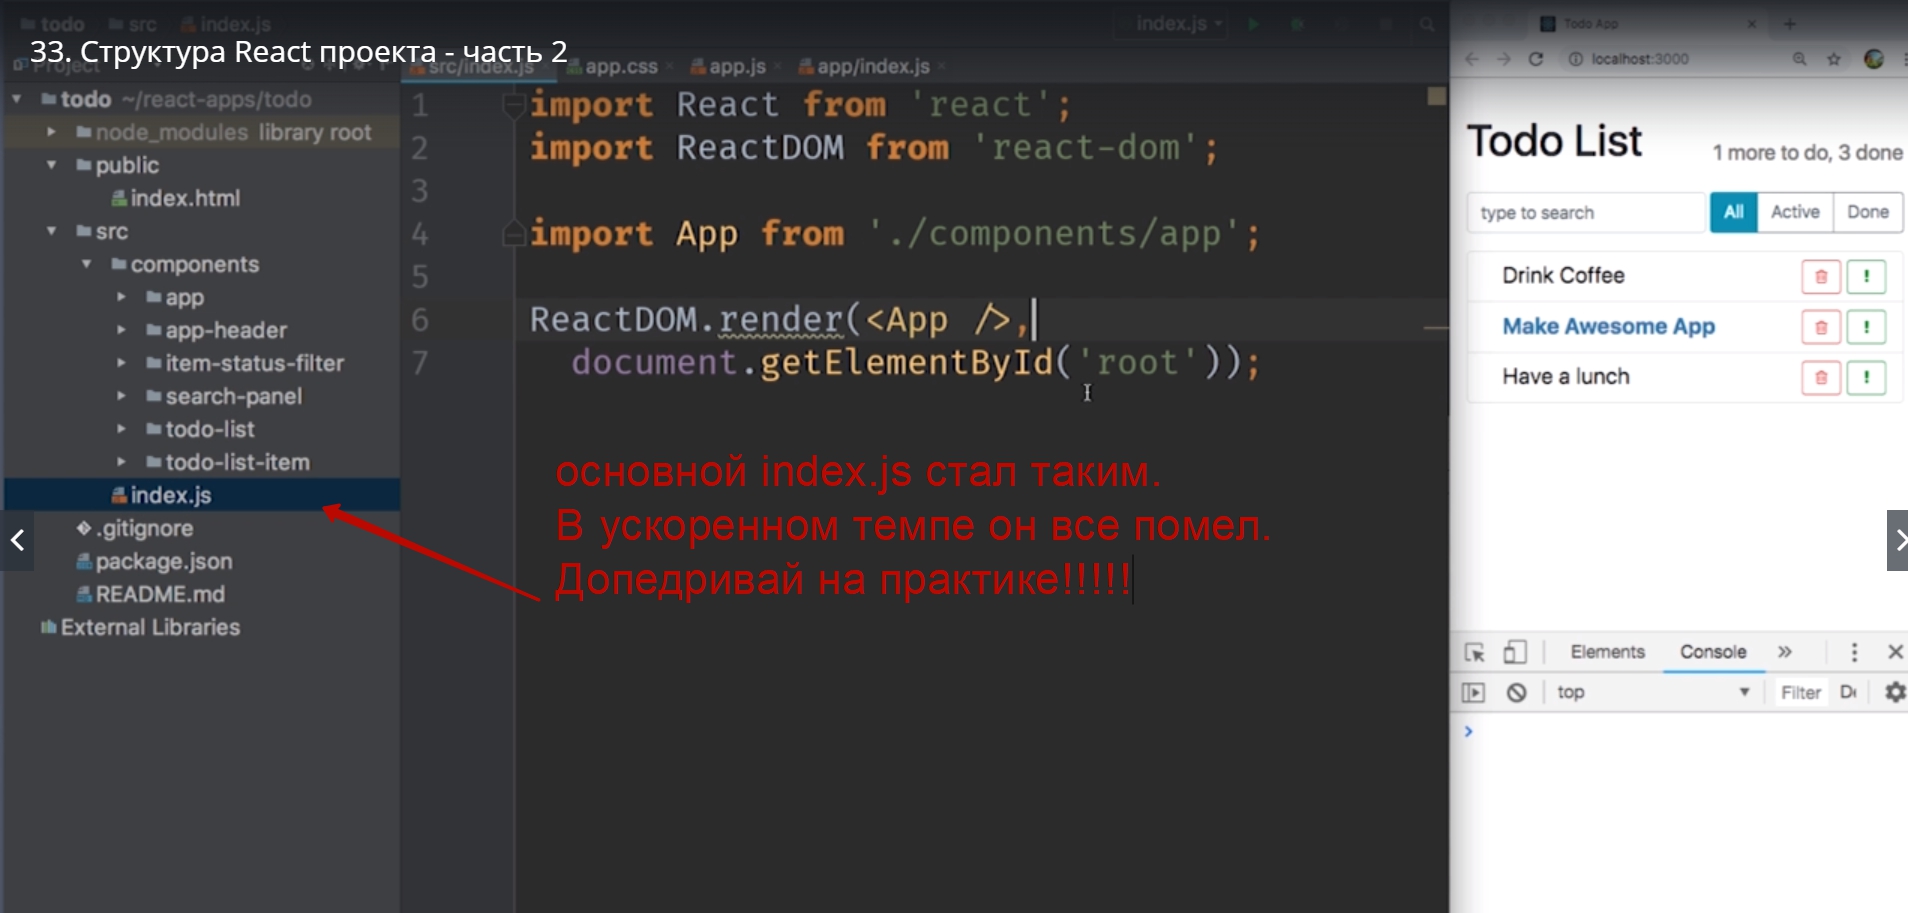 todo src index.js
index.js
33. Структура React проекта - часть 2
Project
src/index.js app.css app.js app/index.js
todo ~/react-apps/todo
node_modules library root
public
index.html
src
components
app
app-header
item-status-filter
search-panel
todo-list
todo-list-item
index.js
.gitignore
package.json
README.md
External Libraries
1 import React from 'react';
2 import ReactDOM from 'react-dom';
3
4 import App from './components/app';
5
6 ReactDOM.render(<App />,
7 document.getElementById('root'));
основной index.js стал таким.
В ускоренном темпе он все помел.
Допедривай на практике!!!!!
Todo App
localhost:3000
Todo List
1 more to do, 3 done
type to search All Active Done
Drink Coffee !
Make Awesome App !
Have a lunch !
Elements Console »
top Filter